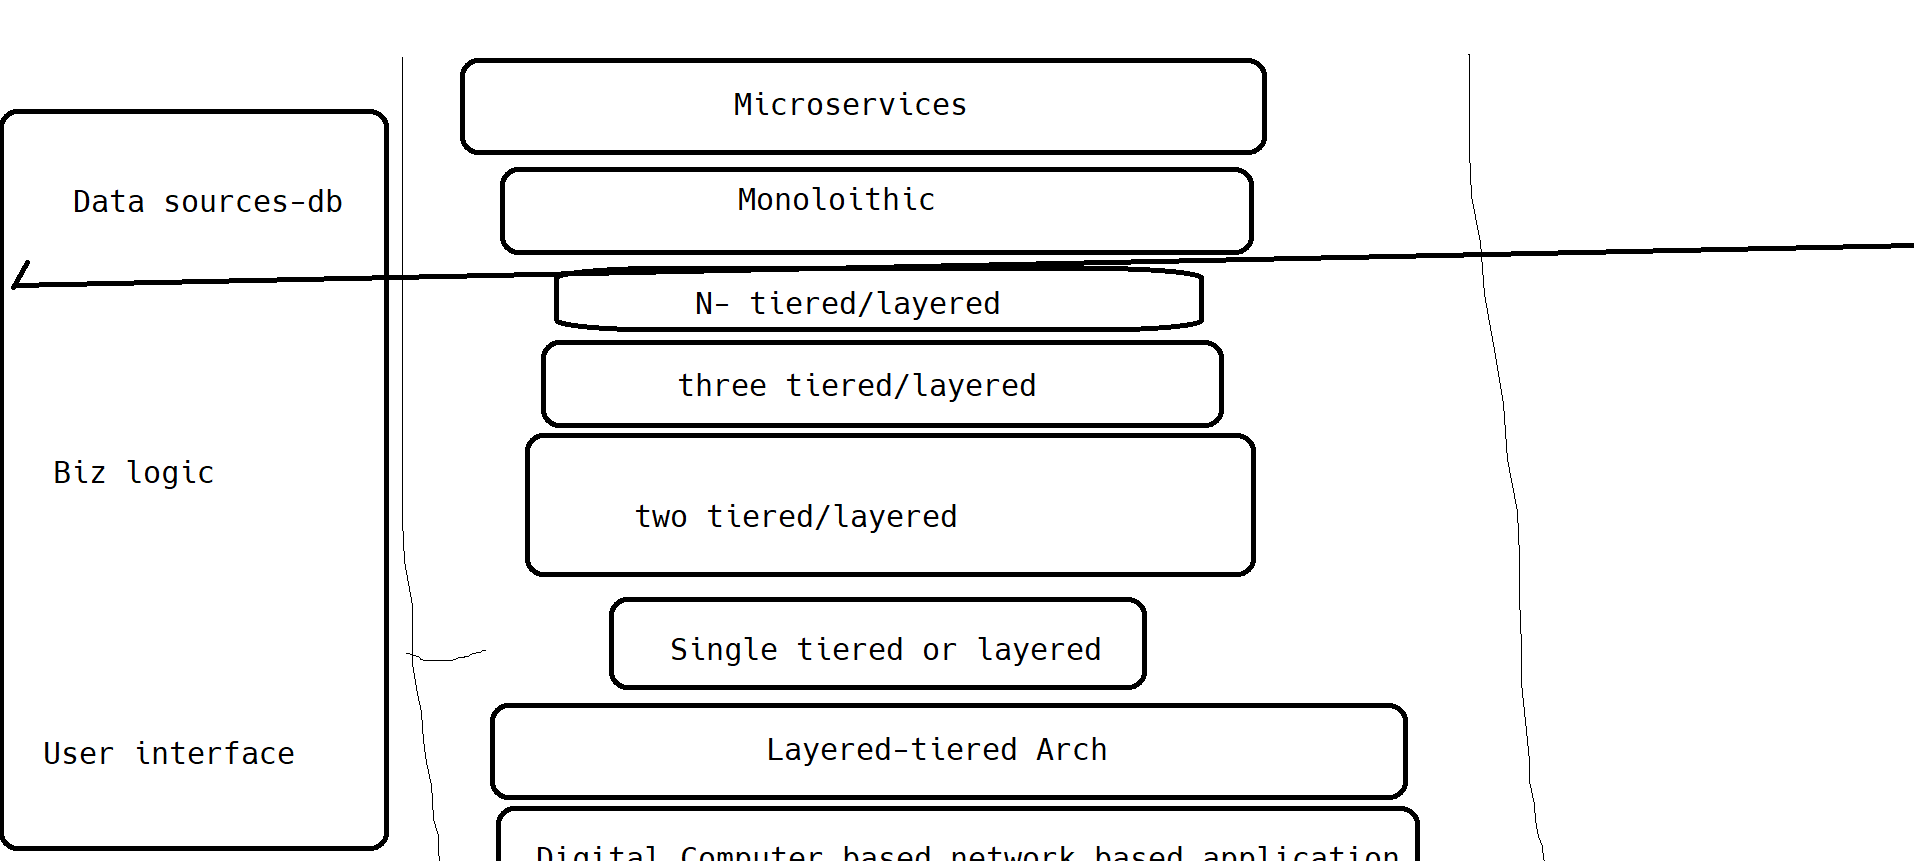 Microservices
Data sources-db
Monoloithic
N- tiered/layered
three tiered/layered
Biz logic
two tiered/layered
Single tiered or layered
User interface
Layered-tiered Arch
Digital Computer based network based application